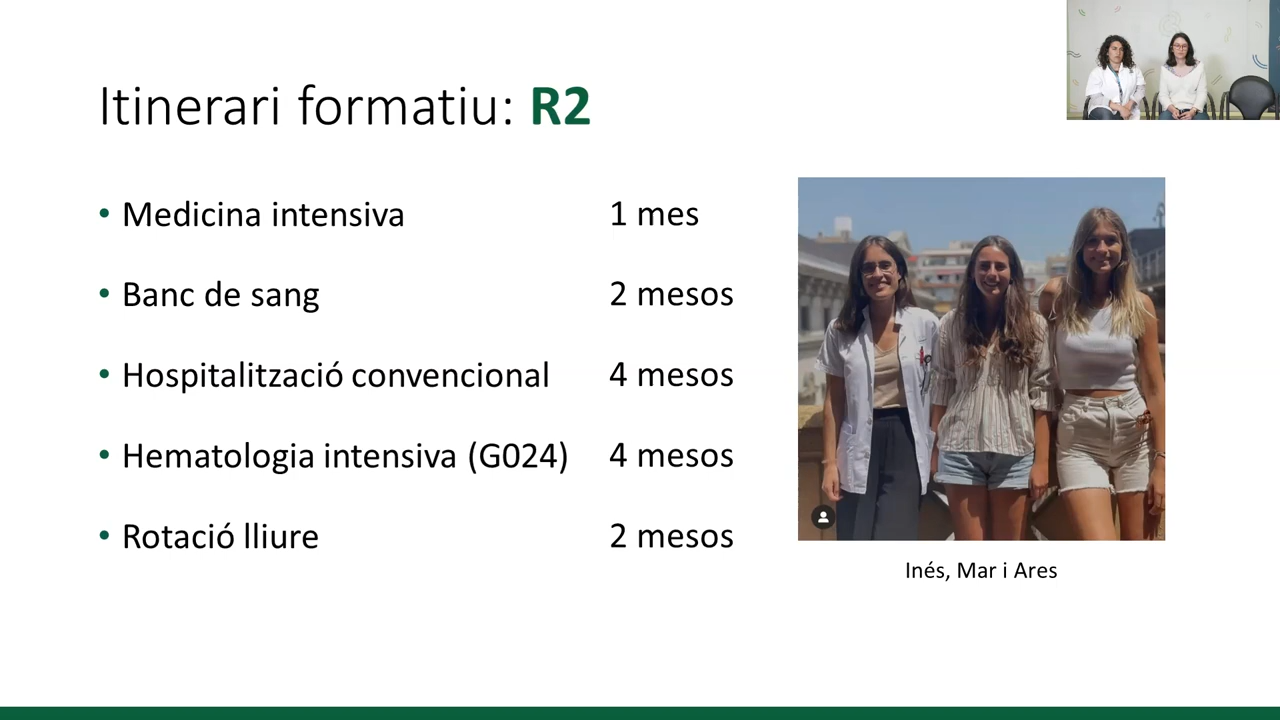 Itinerari formatiu: R2
• Medicina intensiva 1 mes
• Banc de sang 2 mesos
• Hospitalització convencional 4 mesos
• Hematologia intensiva (G024) 4 mesos
• Rotació lliure 2 mesos
Inés, Mar i Ares